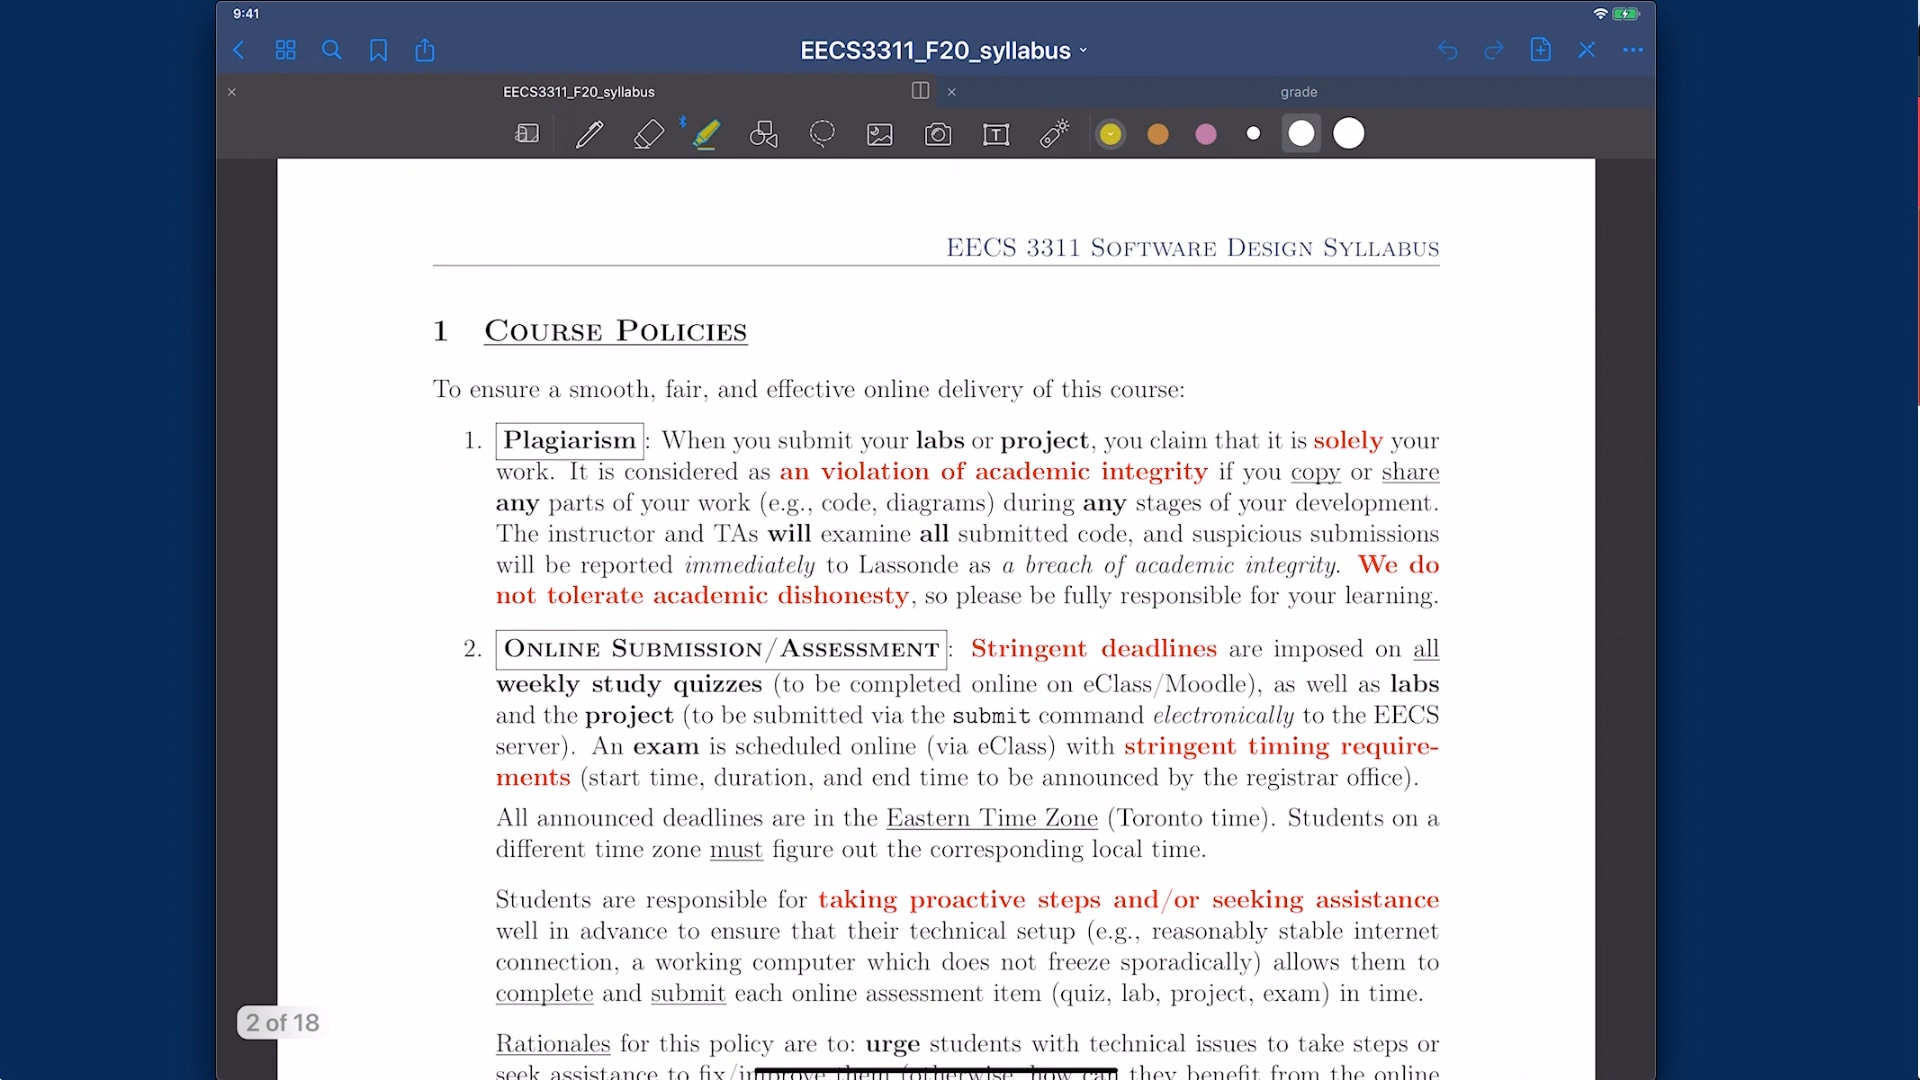 9:41
EECS3311_F20_syllabus
EECS3311_F20_syllabus
grade
EECS 3311 Software Design Syllabus
1 Course Policies
To ensure a smooth, fair, and effective online delivery of this course:
1. Plagiarism: When you submit your labs or project, you claim that it is solely your
work. It is considered as an violation of academic integrity if you copy or share
any parts of your work (e.g., code, diagrams) during any stages of your development.
The instructor and TAs will examine all submitted code, and suspicious submissions
will be reported immediately to Lassonde as a breach of academic integrity. We do
not tolerate academic dishonesty, so please be fully responsible for your learning.
2. Online Submission/Assessment: Stringent deadlines are imposed on all
weekly study quizzes (to be completed online on eClass/Moodle), as well as labs
and the project (to be submitted via the submit command electronically to the EECS
server). An exam is scheduled online (via eClass) with stringent timing require-
ments (start time, duration, and end time to be announced by the registrar office).
All announced deadlines are in the Eastern Time Zone (Toronto time). Students on a
different time zone must figure out the corresponding local time.
Students are responsible for taking proactive steps and/or seeking assistance
well in advance to ensure that their technical setup (e.g., reasonably stable internet
connection, a working computer which does not freeze sporadically) allows them to
complete and submit each online assessment item (quiz, lab, project, exam) in time.
2 of 18
Rationales for this policy are to: urge students with technical issues to take steps or
seek assistance to fix/improve them (otherwise, how can they benefit from the online